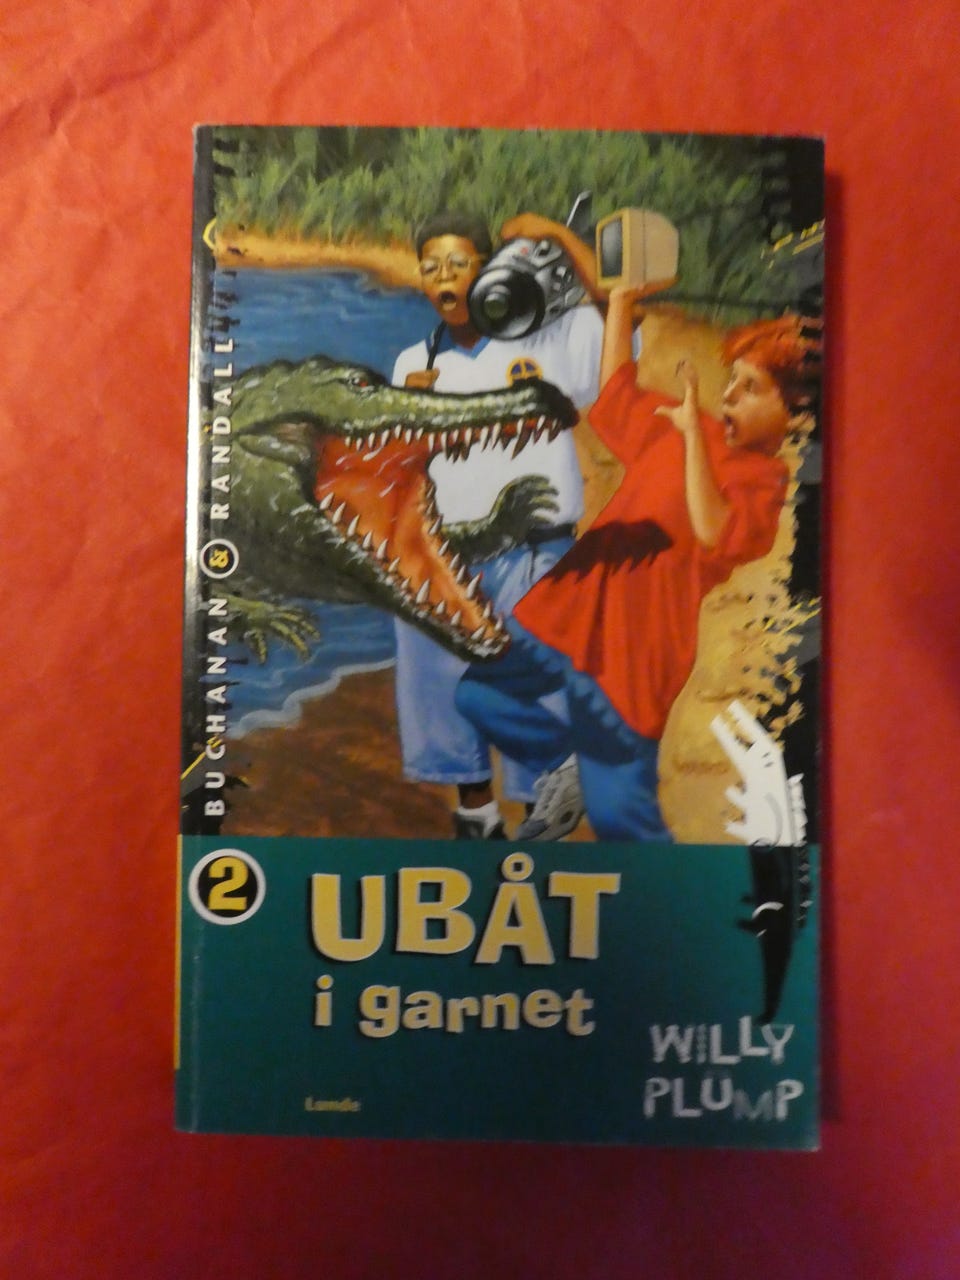 BUCHANAN & RANDALL
2
UBÅT
i garnet
Lunde
WiLLY
PLUMP